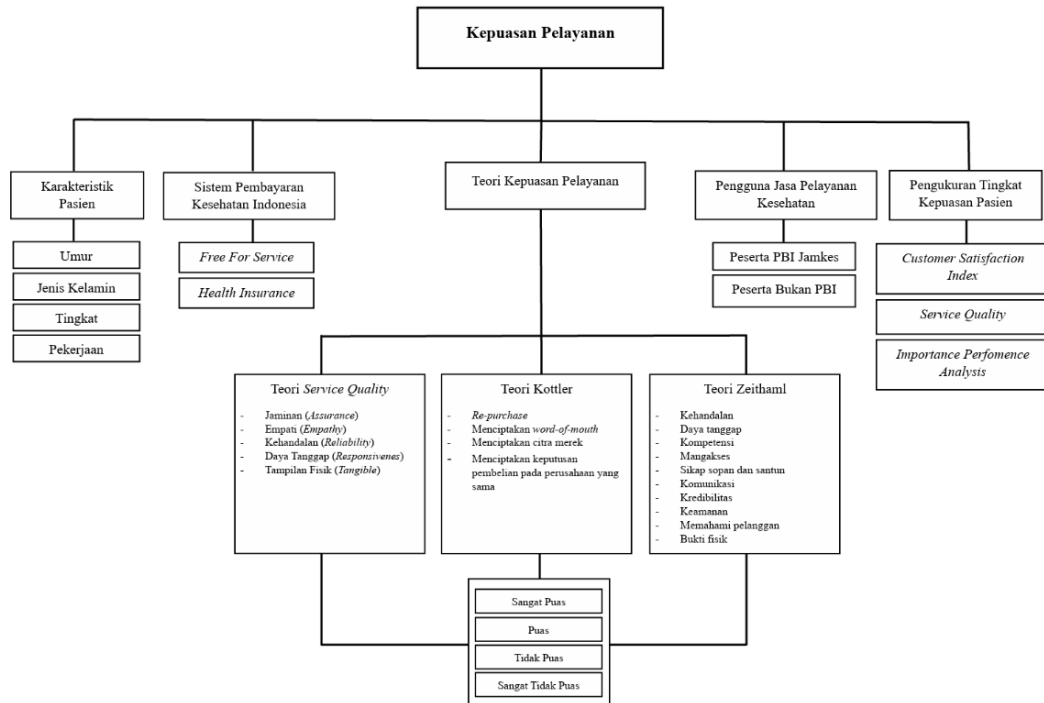 Kepuasan Pelayanan
Karakteristik
Pasien
Umur
Jenis Kelamin
Tingkat
Pekerjaan
Sistem Pembayaran
Kesehatan Indonesia
Free For Service
Health Insurance
Teori Kepuasan Pelayanan
Pengguna Jasa Pelayanan
Kesehatan
Peserta PBI Jamkes
Peserta Bukan PBI
Pengukuran Tingkat
Kepuasan Pasien
Customer Satisfaction
Index
Service Quality
Importance Perfomence
Analysis
Teori Service Quality
- Jaminan (Assurance)
- Empati (Empathy)
- Kehandalan (Reliability)
- Daya Tanggap (Responsivenes)
- Tampilan Fisik (Tangible)
Teori Kottler
- Re-purchase
- Menciptakan word-of-mouth
- Menciptakan citra merek
- Menciptakan keputusan
pembelian pada perusahaan yang
sama
Teori Zeithaml
- Kehandalan
- Daya tanggap
- Kompetensi
- Mangakses
- Sikap sopan dan santun
- Komunikasi
- Kredibilitas
- Keamanan
- Memahami pelanggan
- Bukti fisik
Sangat Puas
Puas
Tidak Puas
Sangat Tidak Puas